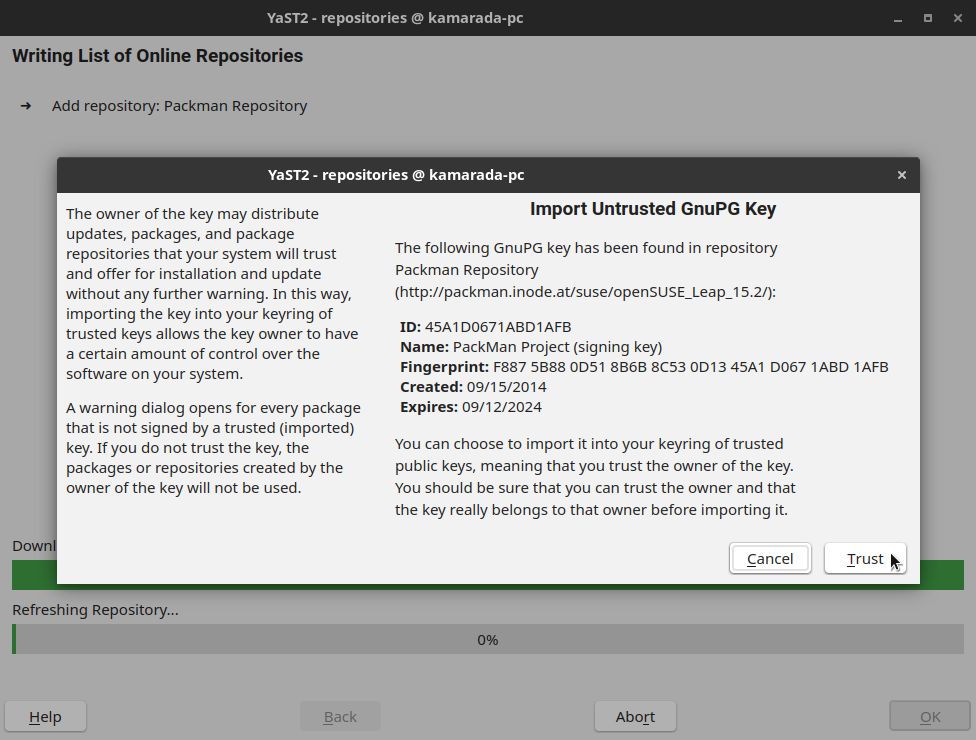 YaST2 - repositories @ kamarada-pc
Writing List of Online Repositories
➔ Add repository: Packman Repository
YaST2 - repositories @ kamarada-pc
The owner of the key may distribute
updates, packages, and package
repositories that your system will trust
and offer for installation and update
without any further warning. In this way,
importing the key into your keyring of
trusted keys allows the key owner to have
a certain amount of control over the
software on your system.
A warning dialog opens for every package
that is not signed by a trusted (imported)
key. If you do not trust the key, the
packages or repositories created by the
owner of the key will not be used.
Import Untrusted GnuPG Key
The following GnuPG key has been found in repository
Packman Repository
(http://packman.inode.at/suse/openSUSE_Leap_15.2/):
ID: 45A1D0671ABD1AFB
Name: PackMan Project (signing key)
Fingerprint: F887 5B88 0D51 8B6B 8C53 0D13 45A1 D067 1ABD 1AFB
Created: 09/15/2014
Expires: 09/12/2024
You can choose to import it into your keyring of trusted
public keys, meaning that you trust the owner of the key.
You should be sure that you can trust the owner and that
the key really belongs to that owner before importing it.
Cancel Trust
Downl
Refreshing Repository...
0%
Help Back Abort OK